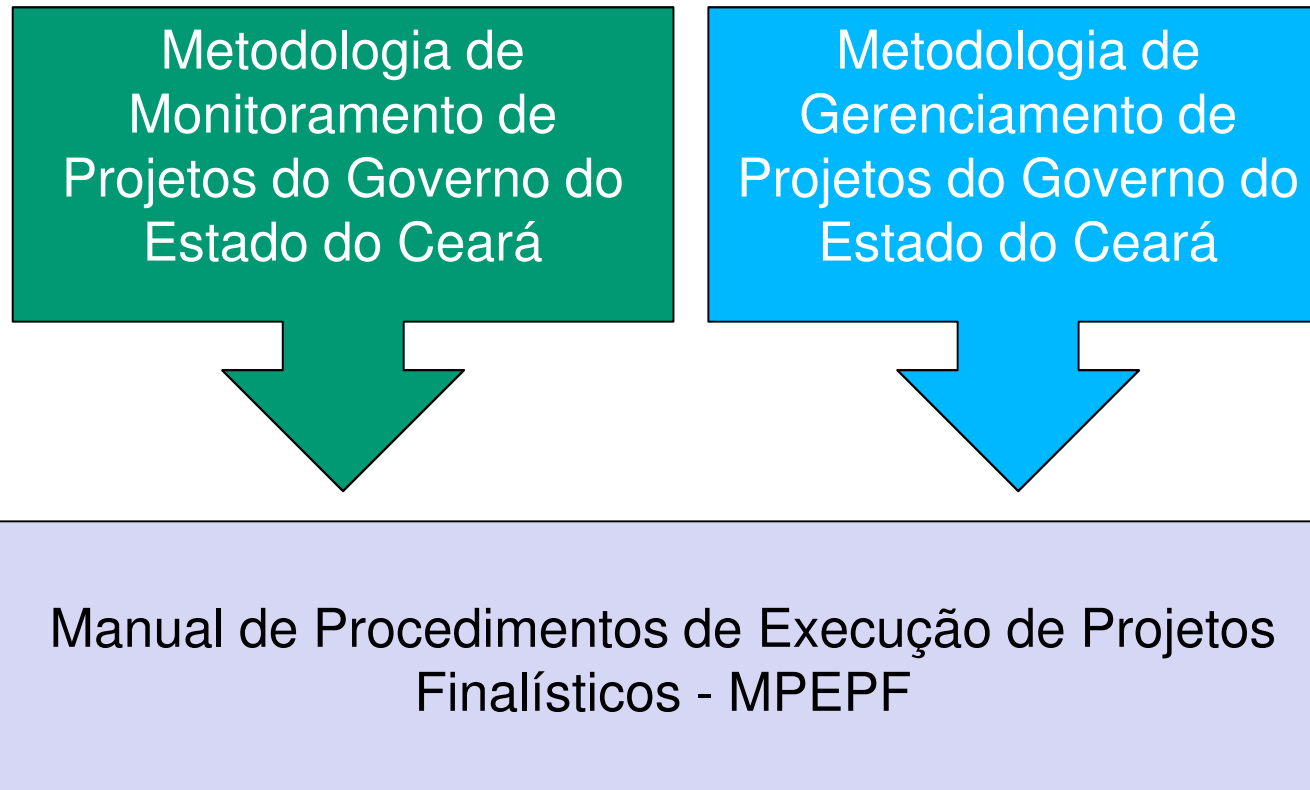 Metodologia de
Monitoramento de
Projetos do Governo do
Estado do Ceará
Metodologia de
Gerenciamento de
Projetos do Governo do
Estado do Ceará
Manual de Procedimentos de Execução de Projetos
Finalísticos - MPEPF